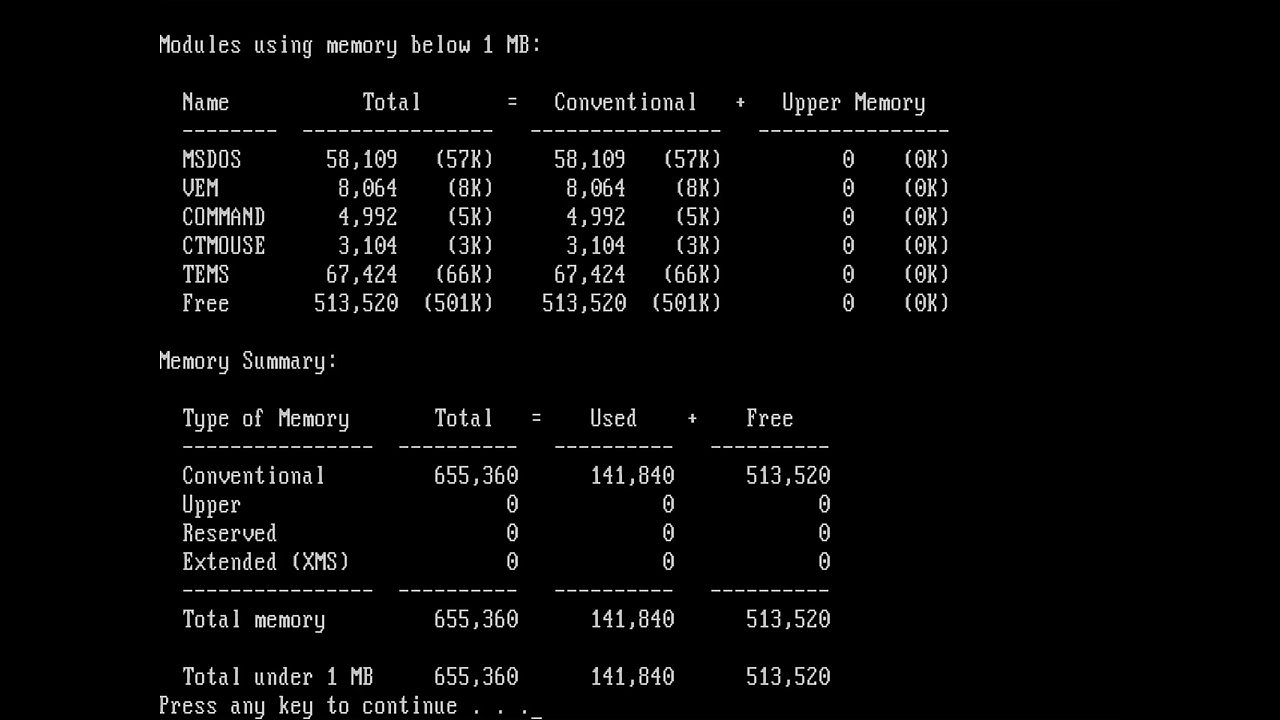 Modules using memory below 1 MB:
Name Total = Conventional + Upper Memory
-------- ---------------- ---------------- ----------------
MSDOS 58,109 (57K) 58,109 (57K) 0 (0K)
VEM 8,064 (8K) 8,064 (8K) 0 (0K)
COMMAND 4,992 (5K) 4,992 (5K) 0 (0K)
CTMOUSE 3,104 (3K) 3,104 (3K) 0 (0K)
TEMS 67,424 (66K) 67,424 (66K) 0 (0K)
Free 513,520 (501K) 513,520 (501K) 0 (0K)
Memory Summary:
Type of Memory Total = Used + Free
---------------- ---------- ---------- ----------
Conventional 655,360 141,840 513,520
Upper 0 0 0
Reserved 0 0 0
Extended (XMS) 0 0 0
---------------- ---------- ---------- ----------
Total memory 655,360 141,840 513,520
Total under 1 MB 655,360 141,840 513,520
Press any key to continue . . ._